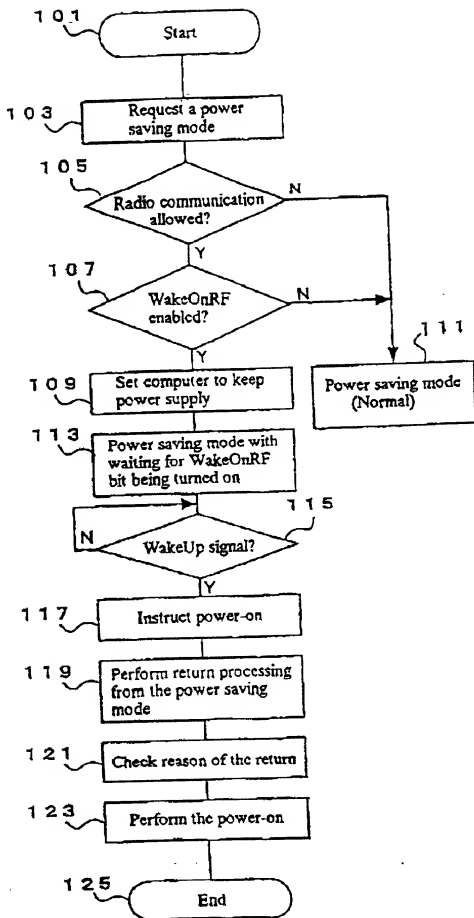 101
Start
103
Request a power
saving mode
105
Radio communication
allowed?
N
Y
107
WakeOnRF
enabled?
N
Y
111
Power saving mode
(Normal)
109
Set computer to keep
power supply
113
Power saving mode with
waiting for WakeOnRF
bit being turned on
115
N
WakeUp signal?
Y
117
Instruct power-on
119
Perform return processing
from the power saving
mode
121
Check reason of the return
123
Perform the power-on
125
End